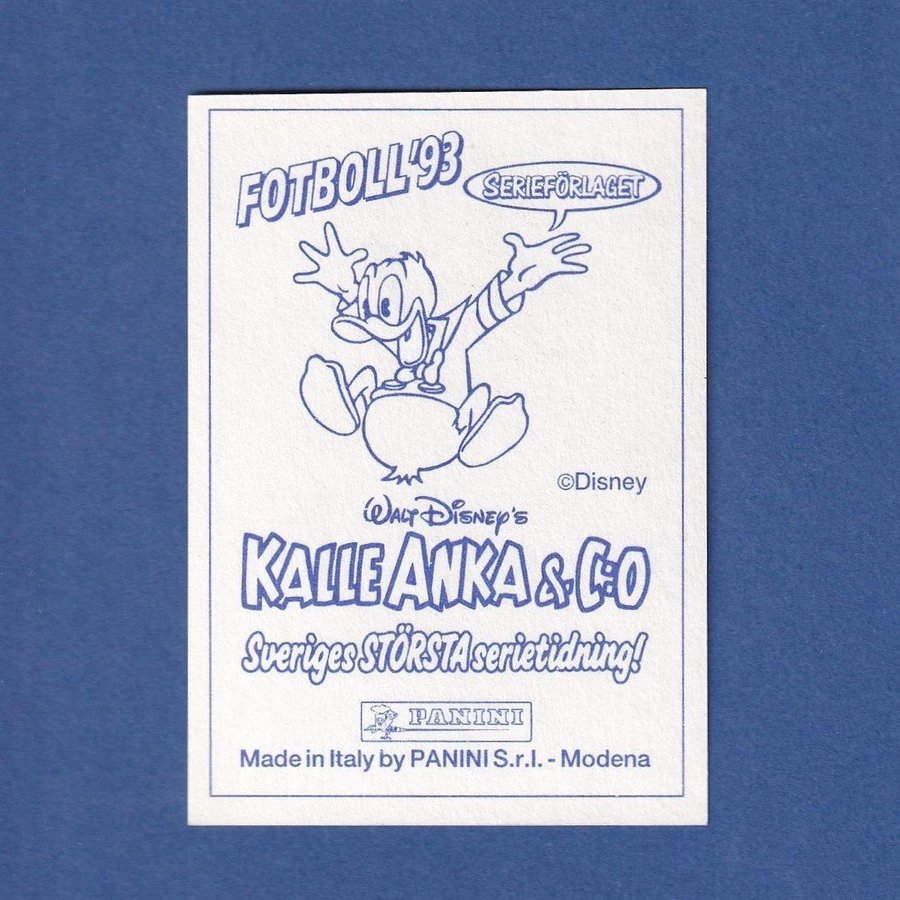 FOTBOLL'93
SERIEFÖRLAGET
©Disney
WALT DISNEY'S
KALLE ANKA & C:O
Sveriges STÖRSTA serietidning!
PANINI
Made in Italy by PANINI S.r.l. - Modena